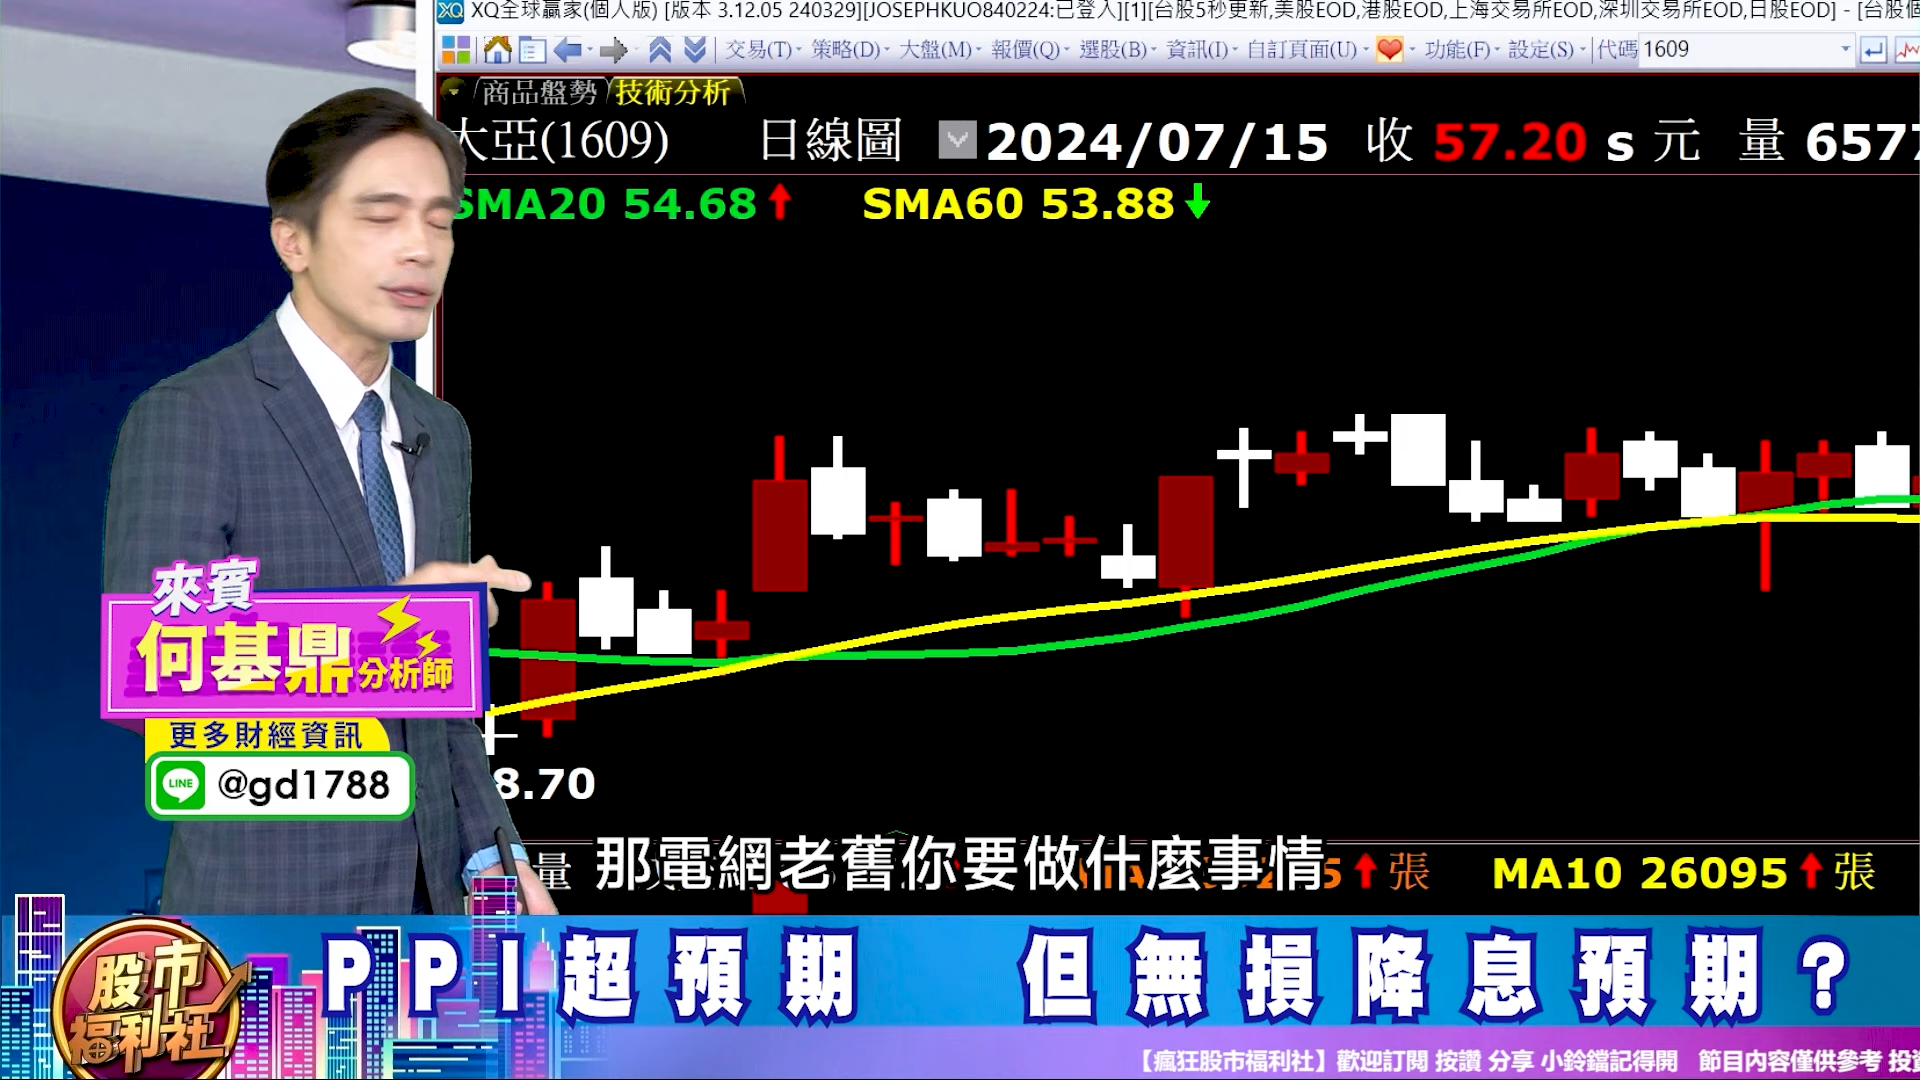 XQ全球贏家(個人版) [版本 3.12.05 240329][JOSEPHKUO840224:已登入][1][台股5秒更新,美股EOD,港股EOD,上海交易所EOD,深圳交易所EOD,日股EOD] - [台股個
交易(T) 策略(D) 大盤(M) 報價(Q) 選股(B) 資訊(I) 自訂頁面(U) 功能(F) 設定(S) 代碼 1609
商品盤勢 技術分析
大亞(1609) 日線圖 2024/07/15 收 57.20 s 元 量 6577
SMA20 54.68 SMA60 53.88
來賓
何基鼎分析師
更多財經資訊
LINE @gd1788
8.70
那電網老舊你要做什麼事情
量 張 MA10 26095 張
PPI超預期 但無損降息預期？
股市福利社
【瘋狂股市福利社】歡迎訂閱 按讚 分享 小鈴鐺記得開 節目內容僅供參考 投資